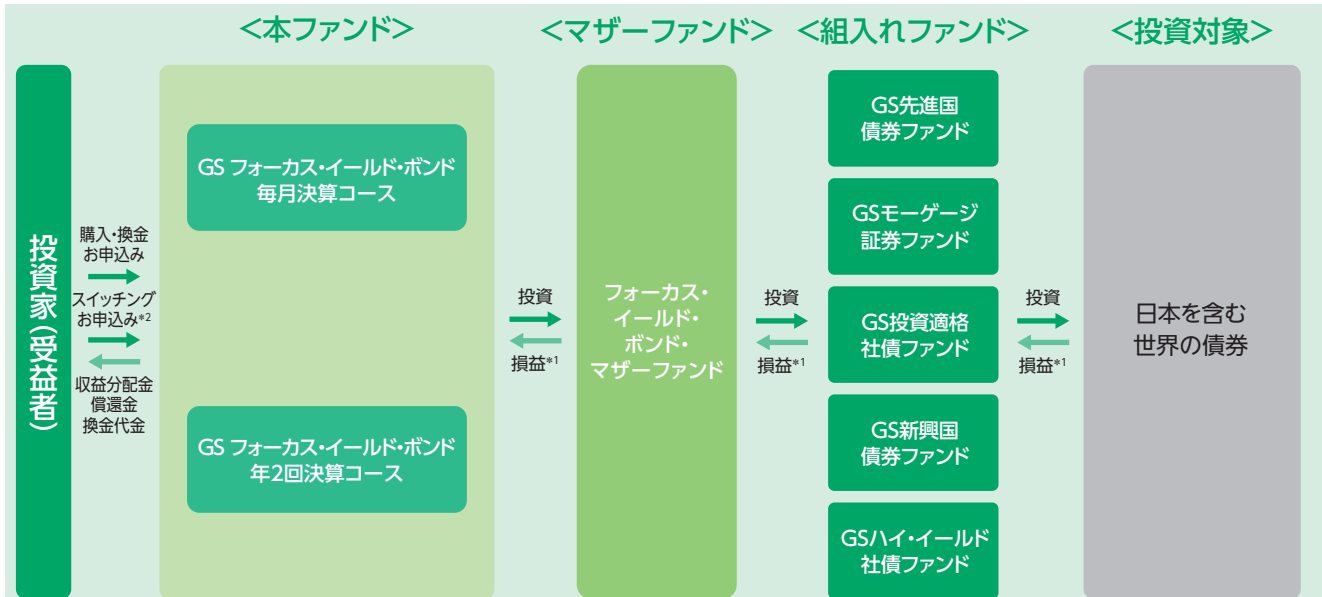 ＜本ファンド＞
＜マザーファンド＞
＜組入れファンド＞
＜投資対象＞
投資家(受益者)
購入・換金
お申込み
スイッチング
お申込み*2
収益分配金
償還金
換金代金
GS フォーカス・イールド・ボンド
毎月決算コース
GS フォーカス・イールド・ボンド
年2回決算コース
投資
損益*1
フォーカス・
イールド・
ボンド・
マザーファンド
投資
損益*1
GS先進国
債券ファンド
GSモーゲージ
証券ファンド
GS投資適格
社債ファンド
GS新興国
債券ファンド
GSハイ・イールド
社債ファンド
投資
損益*1
日本を含む
世界の債券